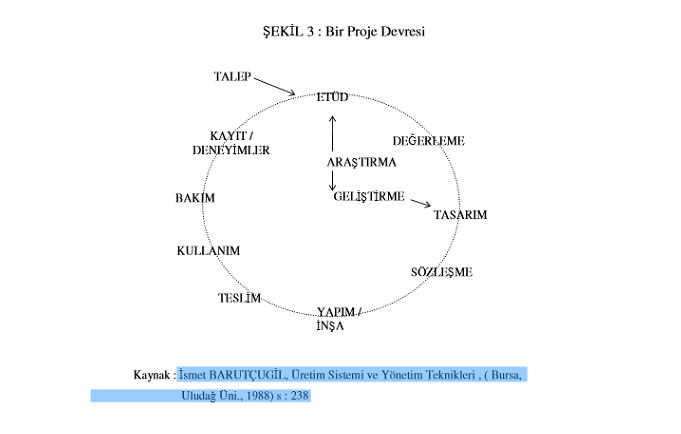 ŞEKİL 3 : Bir Proje Devresi
TALEP
ETÜD
KAYIT /
DENEYİMLER
DEĞERLEME
ARAŞTIRMA
BAKIM
GELİŞTİRME
TASARIM
KULLANIM
SÖZLEŞME
TESLİM
YAPIM /
İNŞA
Kaynak : İsmet BARUTÇUGİL, Üretim Sistemi ve Yönetim Teknikleri , ( Bursa,
Uludağ Üni., 1988) s : 238